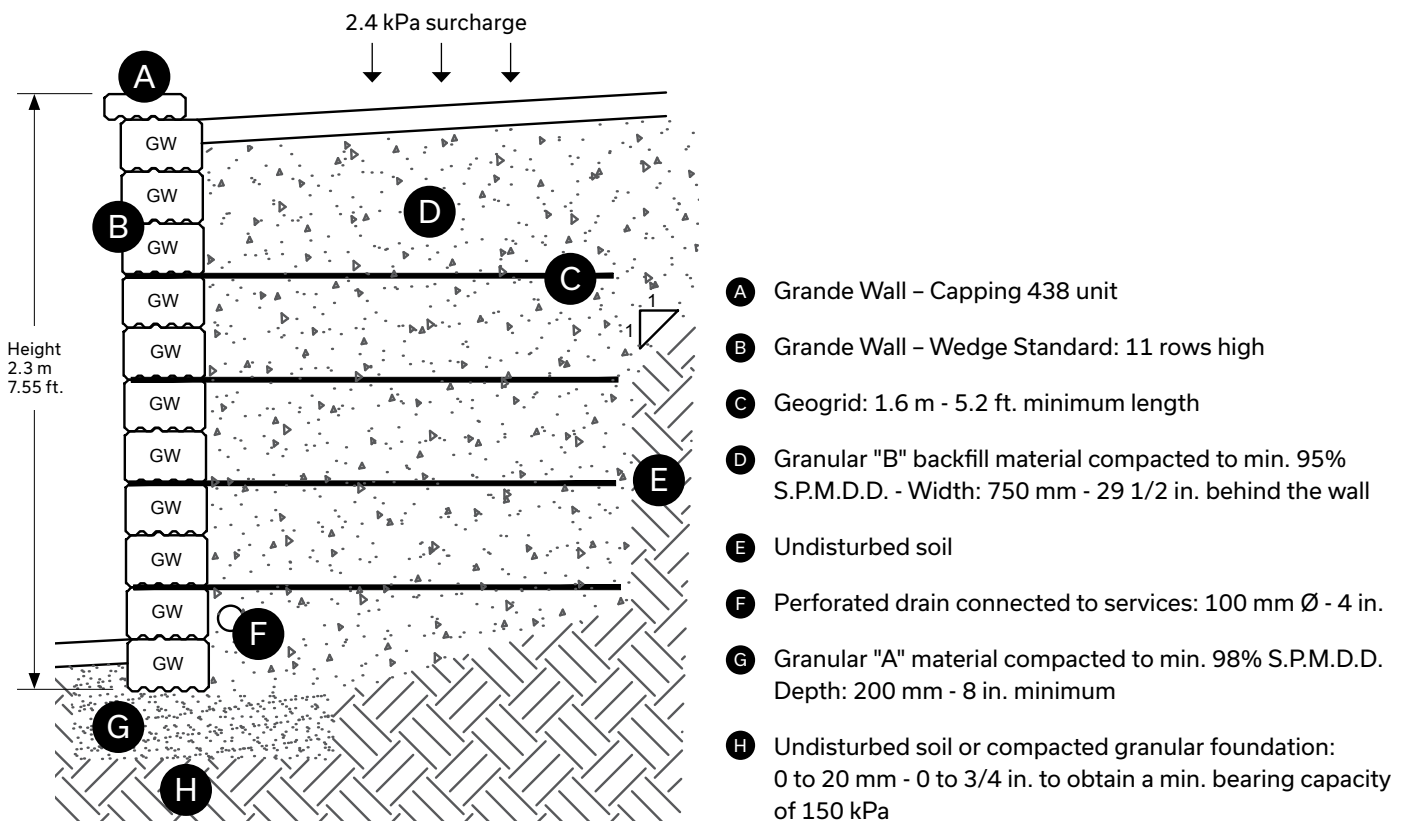 2.4 kPa surcharge
A
GW
GW
B
D
GW
C
GW
1
1
Height
2.3 m
7.55 ft.
GW
GW
GW
E
GW
GW
GW
F
GW
G
H
A Grande Wall – Capping 438 unit
B Grande Wall – Wedge Standard: 11 rows high
C Geogrid: 1.6 m - 5.2 ft. minimum length
D Granular "B" backfill material compacted to min. 95%
S.P.M.D.D. - Width: 750 mm - 29 1/2 in. behind the wall
E Undisturbed soil
F Perforated drain connected to services: 100 mm Ø - 4 in.
G Granular "A" material compacted to min. 98% S.P.M.D.D.
Depth: 200 mm - 8 in. minimum
H Undisturbed soil or compacted granular foundation:
0 to 20 mm - 0 to 3/4 in. to obtain a min. bearing capacity
of 150 kPa